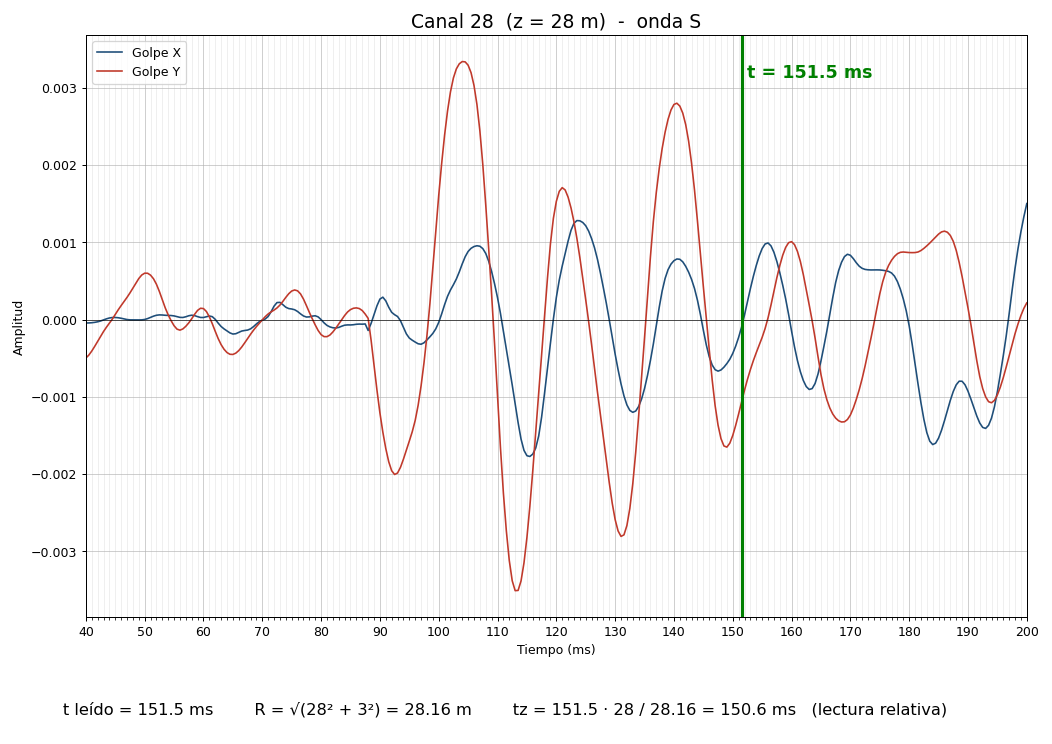 Canal 28 (z = 28 m) - onda S
Golpe X
Golpe Y
t = 151.5 ms
Amplitud
0.003
0.002
0.001
0.000
−0.001
−0.002
−0.003
40 50 60 70 80 90 100 110 120 130 140 150 160 170 180 190 200
Tiempo (ms)
t leído = 151.5 ms R = √(28² + 3²) = 28.16 m tz = 151.5 · 28 / 28.16 = 150.6 ms (lectura relativa)